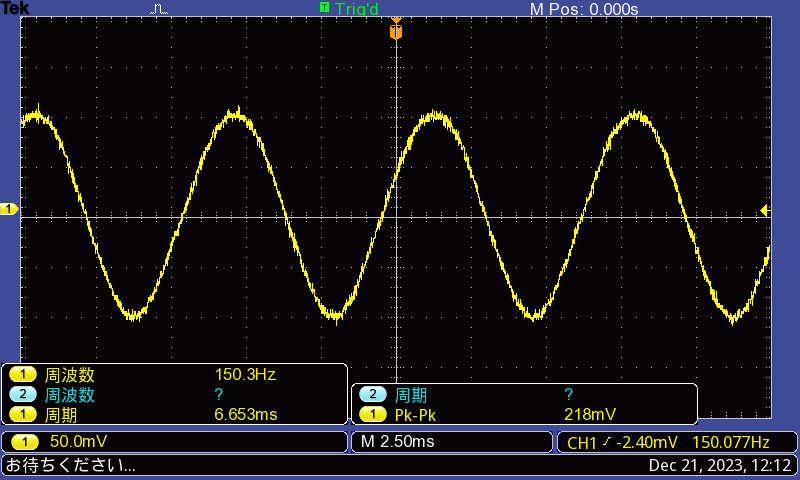 Tek T Trig'd M Pos: 0.000s
T
1
1 周波数 150.3Hz
2 周波数 ?
1 周期 6.653ms
2 周期 ?
1 Pk-Pk 218mV
1 50.0mV
M 2.50ms
CH1 -2.40mV 150.077Hz
お待ちください...
Dec 21, 2023, 12:12